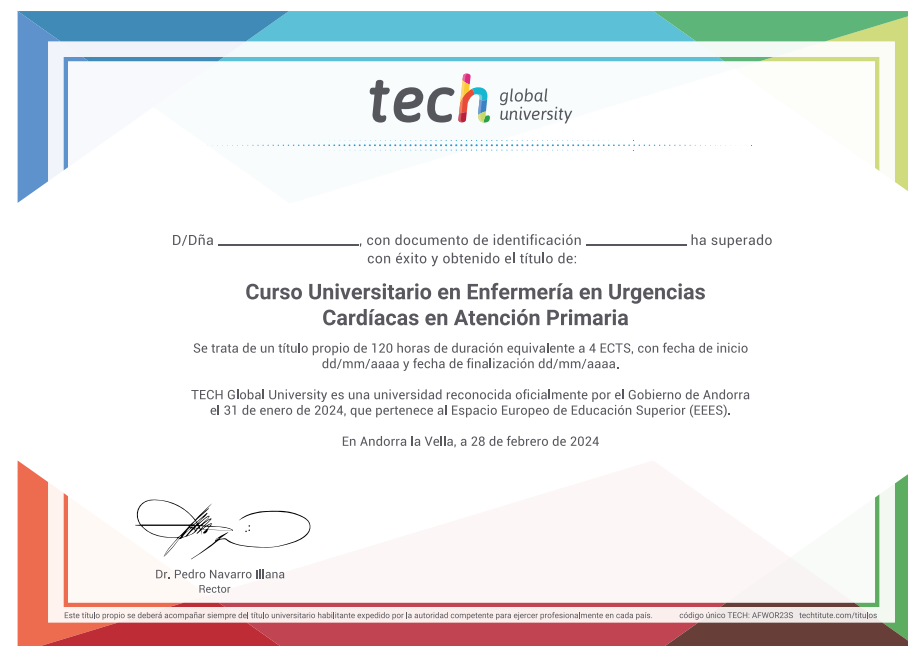 tech global university
D/Dña ____________________, con documento de identificación ______________ ha superado
con éxito y obtenido el título de:
Curso Universitario en Enfermería en Urgencias
Cardíacas en Atención Primaria
Se trata de un título propio de 120 horas de duración equivalente a 4 ECTS, con fecha de inicio
dd/mm/aaaa y fecha de finalización dd/mm/aaaa.
TECH Global University es una universidad reconocida oficialmente por el Gobierno de Andorra
el 31 de enero de 2024, que pertenece al Espacio Europeo de Educación Superior (EEES).
En Andorra la Vella, a 28 de febrero de 2024
Dr. Pedro Navarro Illana
Rector
Este título propio se deberá acompañar siempre del título universitario habilitante expedido por la autoridad competente para ejercer profesionalmente en cada país. código único TECH: AFWOR23S techtitute.com/titulos